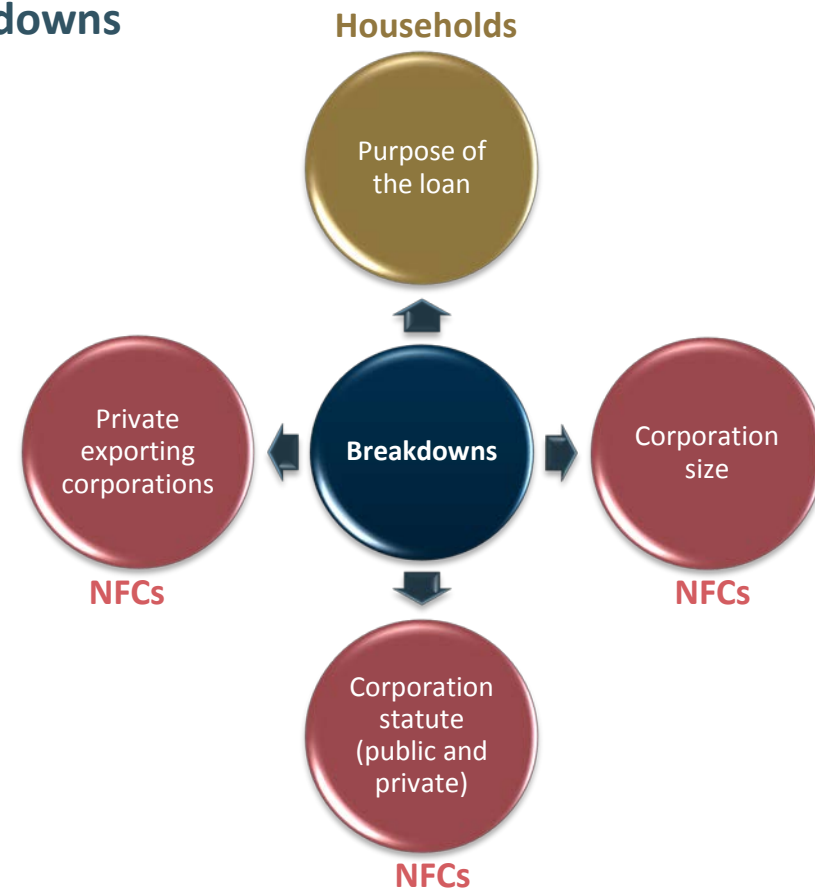 downs
Households
Purpose of
the loan
Private
exporting
corporations
Breakdowns
Corporation
size
NFCs
NFCs
Corporation
statute
(public and
private)
NFCs